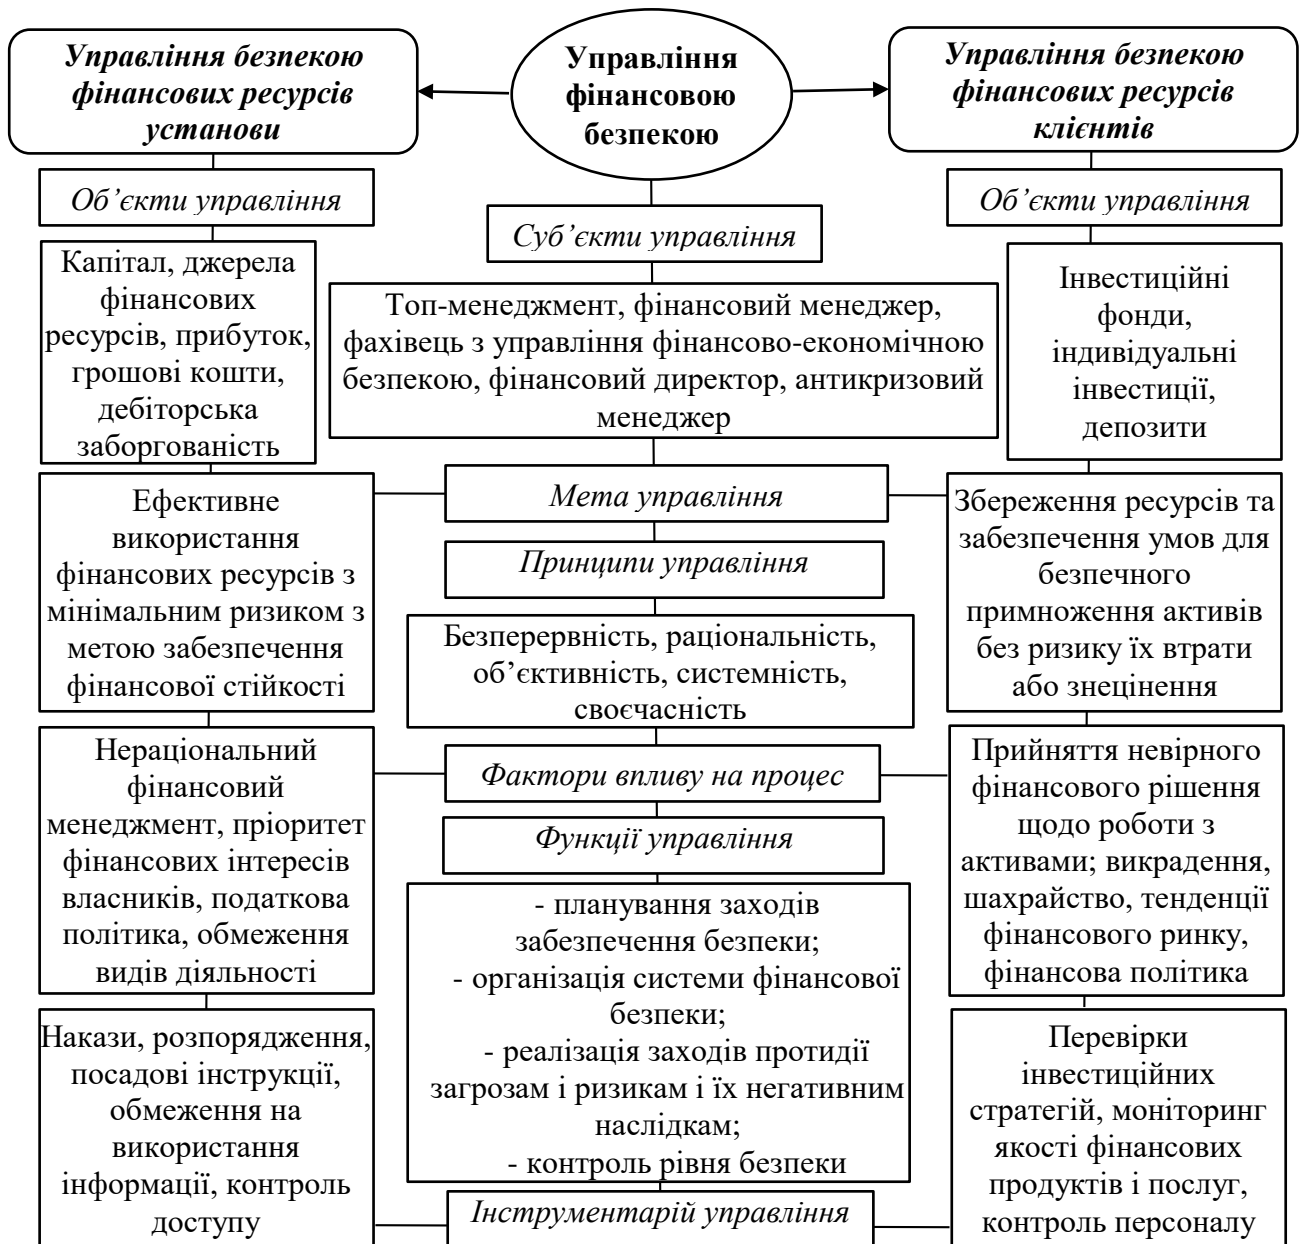 Управління безпекою
фінансових ресурсів
установи
Управління
фінансовою
безпекою
Управління безпекою
фінансових ресурсів
клієнтів
Об’єкти управління
Суб’єкти управління
Об’єкти управління
Капітал, джерела
фінансових
ресурсів, прибуток,
грошові кошти,
дебіторська
заборгованість
Топ-менеджмент, фінансовий менеджер,
фахівець з управління фінансово-економічною
безпекою, фінансовий директор, антикризовий
менеджер
Інвестиційні
фонди,
індивідуальні
інвестиції,
депозити
Мета управління
Ефективне
використання
фінансових ресурсів з
мінімальним ризиком з
метою забезпечення
фінансової стійкості
Збереження ресурсів та
забезпечення умов для
безпечного
примноження активів
без ризику їх втрати
або знецінення
Принципи управління
Безперервність, раціональність,
об’єктивність, системність,
своєчасність
Фактори впливу на процес
Нераціональний
фінансовий
менеджмент, пріоритет
фінансових інтересів
власників, податкова
політика, обмеження
видів діяльності
Прийняття невірного
фінансового рішення
щодо роботи з
активами; викрадення,
шахрайство, тенденції
фінансового ринку,
фінансова політика
Функції управління
- планування заходів
забезпечення безпеки;
- організація системи фінансової
безпеки;
- реалізація заходів протидії
загрозам і ризикам і їх негативним
наслідкам;
- контроль рівня безпеки
Накази, розпорядження,
посадові інструкції,
обмеження на
використання
інформації, контроль
доступу
Інструментарій управління
Перевірки
інвестиційних
стратегій, моніторинг
якості фінансових
продуктів і послуг,
контроль персоналу